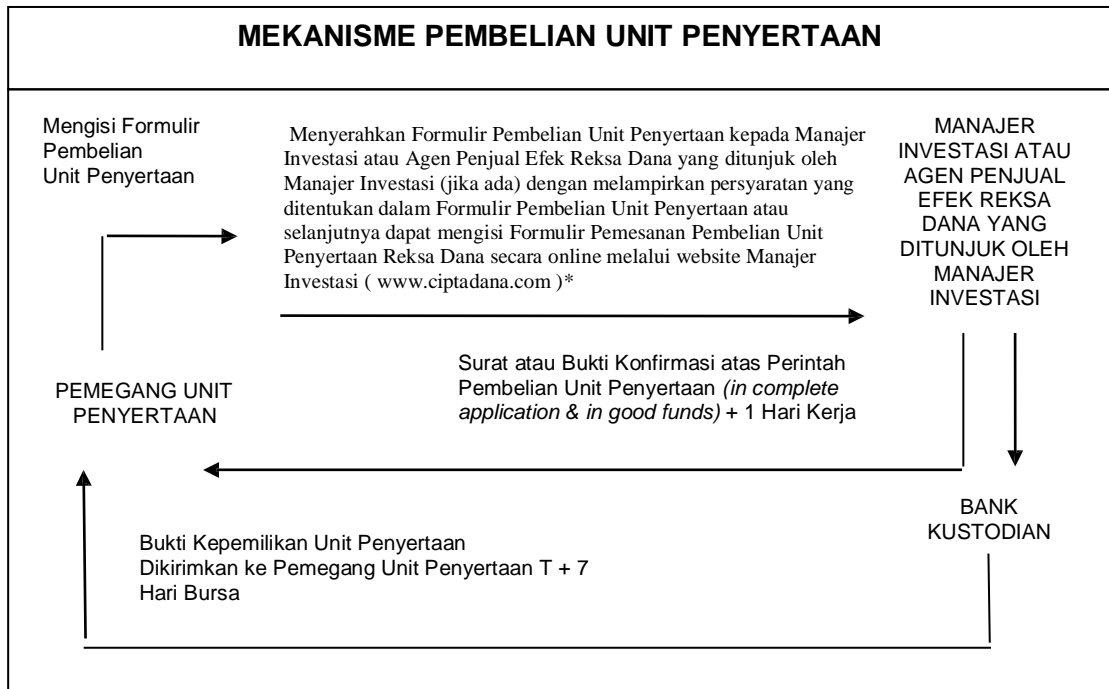 MEKANISME PEMBELIAN UNIT PENYERTAAN
Mengisi Formulir
Pembelian
Unit Penyertaan
Menyerahkan Formulir Pembelian Unit Penyertaan kepada Manajer
Investasi atau Agen Penjual Efek Reksa Dana yang ditunjuk oleh
Manajer Investasi (jika ada) dengan melampirkan persyaratan yang
ditentukan dalam Formulir Pembelian Unit Penyertaan atau
selanjutnya dapat mengisi Formulir Pemesanan Pembelian Unit
Penyertaan Reksa Dana secara online melalui website Manajer
Investasi ( www.ciptadana.com )*
MANAJER
INVESTASI ATAU
AGEN PENJUAL
EFEK REKSA
DANA YANG
DITUNJUK OLEH
MANAJER
INVESTASI
PEMEGANG UNIT
PENYERTAAN
Surat atau Bukti Konfirmasi atas Perintah
Pembelian Unit Penyertaan (in complete
application & in good funds) + 1 Hari Kerja
BANK
KUSTODIAN
Bukti Kepemilikan Unit Penyertaan
Dikirimkan ke Pemegang Unit Penyertaan T + 7
Hari Bursa